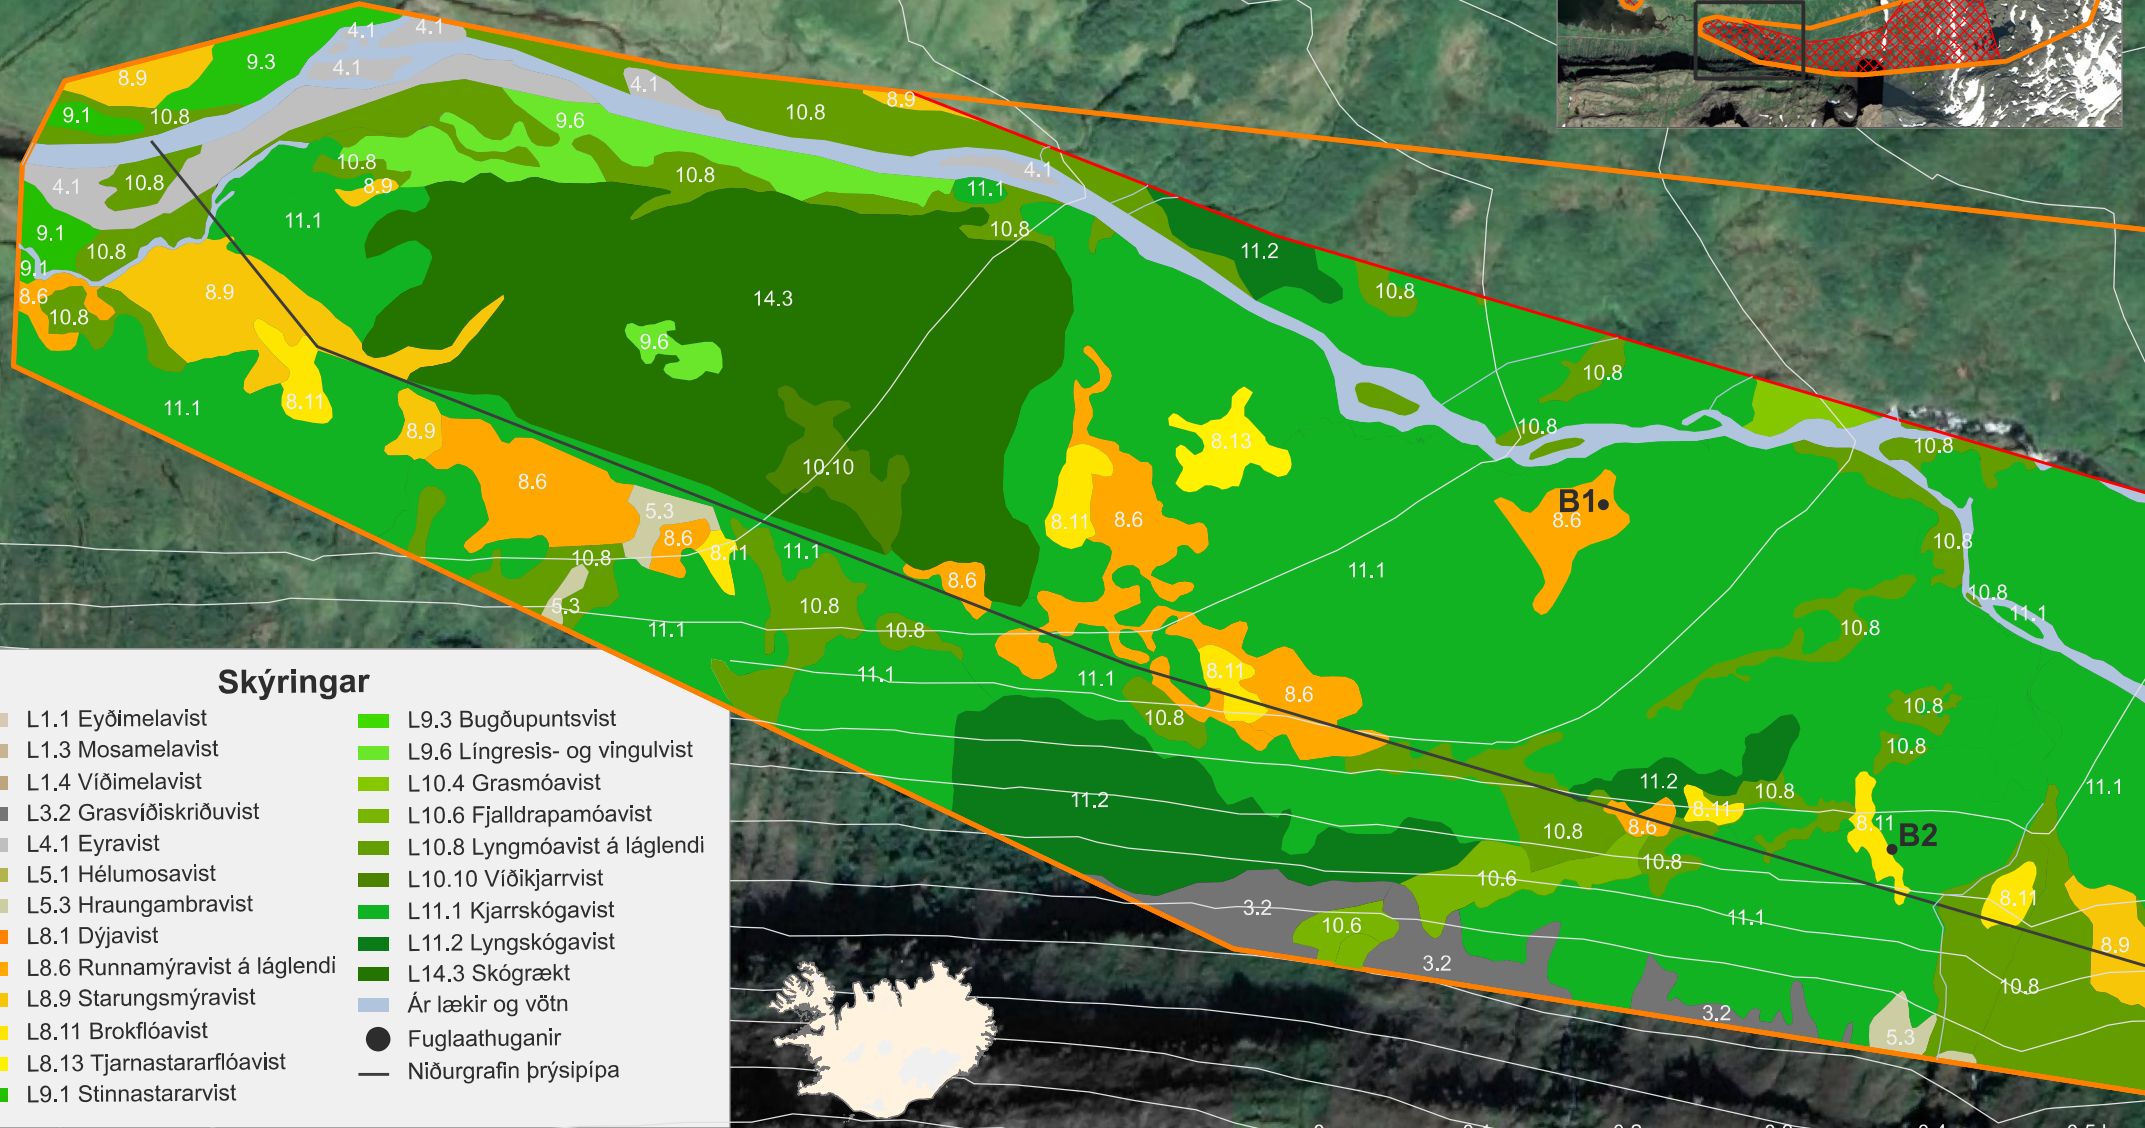 4.1
4.1
9.3
4.1
8.9
4.1
8.9
9.1
10.8
10.8
9.6
10.8
10.8
4.1
4.1
10.8
8.9
11.1
11.1
9.1
10.8
10.8
11.2
9.1
8.6
8.9
14.3
10.8
10.8
9.6
10.8
11.1
8.11
8.9
8.13
10.8
10.8
10.10
8.6
5.3
8.11
8.6
B1
8.6
8.6
8.11
11.1
10.8
10.8
11.1
8.6
5.3
10.8
10.8
11.1
11.1
10.8
10.8
11.1
11.1
8.11
8.6
10.8
10.8
10.8
11.2
11.2
8.11
10.8
11.1
8.6
10.8
8.11
B2
10.8
10.6
8.11
3.2
10.6
11.1
8.9
3.2
10.8
3.2
5.3
Skýringar
L1.1 Eyðimelavist
L1.3 Mosamelavist
L1.4 Víðimelavist
L3.2 Grasvíðiskriðuvist
L4.1 Eyravist
L5.1 Hélumosavist
L5.3 Hraungambravist
L8.1 Dýjavist
L8.6 Runnamýravist á láglendi
L8.9 Starungsmýravist
L8.11 Brokflóavist
L8.13 Tjarnastararflóavist
L9.1 Stinnastararvist
L9.3 Bugðupuntsvist
L9.6 Língresis- og vingulvist
L10.4 Grasmóavist
L10.6 Fjalldrapamóavist
L10.8 Lyngmóavist á láglendi
L10.10 Víðikjarrvist
L11.1 Kjarrskógavist
L11.2 Lyngskógavist
L14.3 Skógrækt
Ár lækir og vötn
Fuglaathuganir
Niðurgrafin þrýsipípa